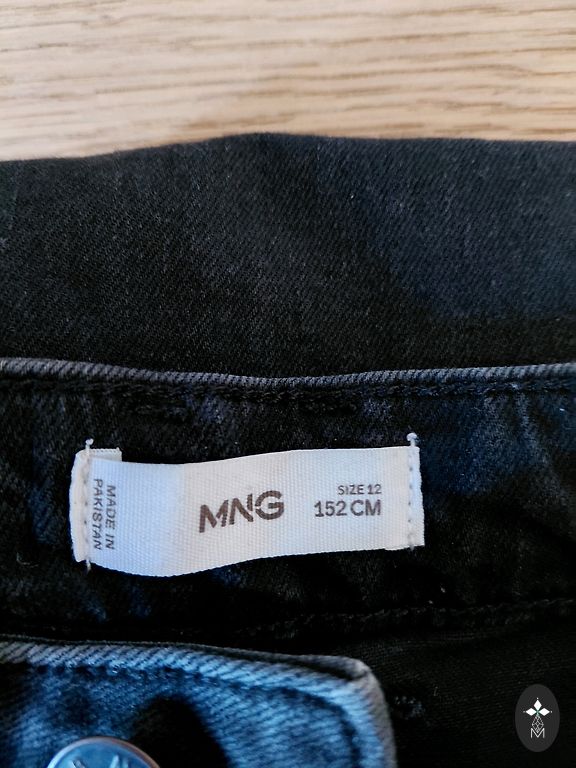 MADE IN
PAKISTAN
MNG
SIZE 12
152 CM